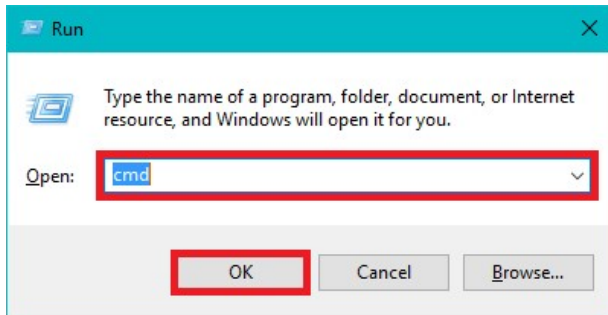 Run
Type the name of a program, folder, document, or Internet
resource, and Windows will open it for you.
Open: cmd
OK Cancel Browse...